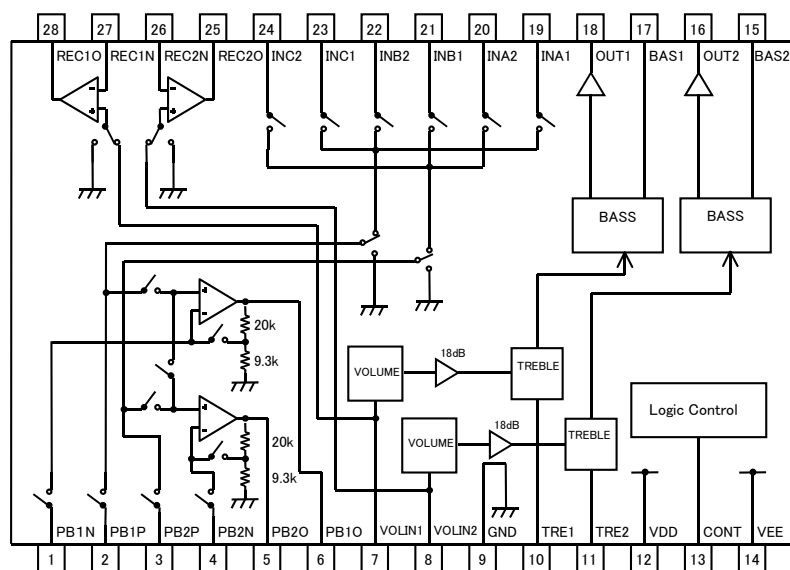 28 27 26 25 24 23 22 21 20 19 18 17 16 15
REC1O REC1N REC2N REC2O INC2 INC1 INB2 INB1 INA2 INA1 OUT1 BAS1 OUT2 BAS2
BASS BASS
20k
9.3k
18dB
VOLUME TREBLE
18dB
VOLUME TREBLE
Logic Control
20k
9.3k
PB1N PB1P PB2P PB2N PB2O PB1O VOLIN1 VOLIN2 GND TRE1 TRE2 VDD CONT VEE
1 2 3 4 5 6 7 8 9 10 11 12 13 14